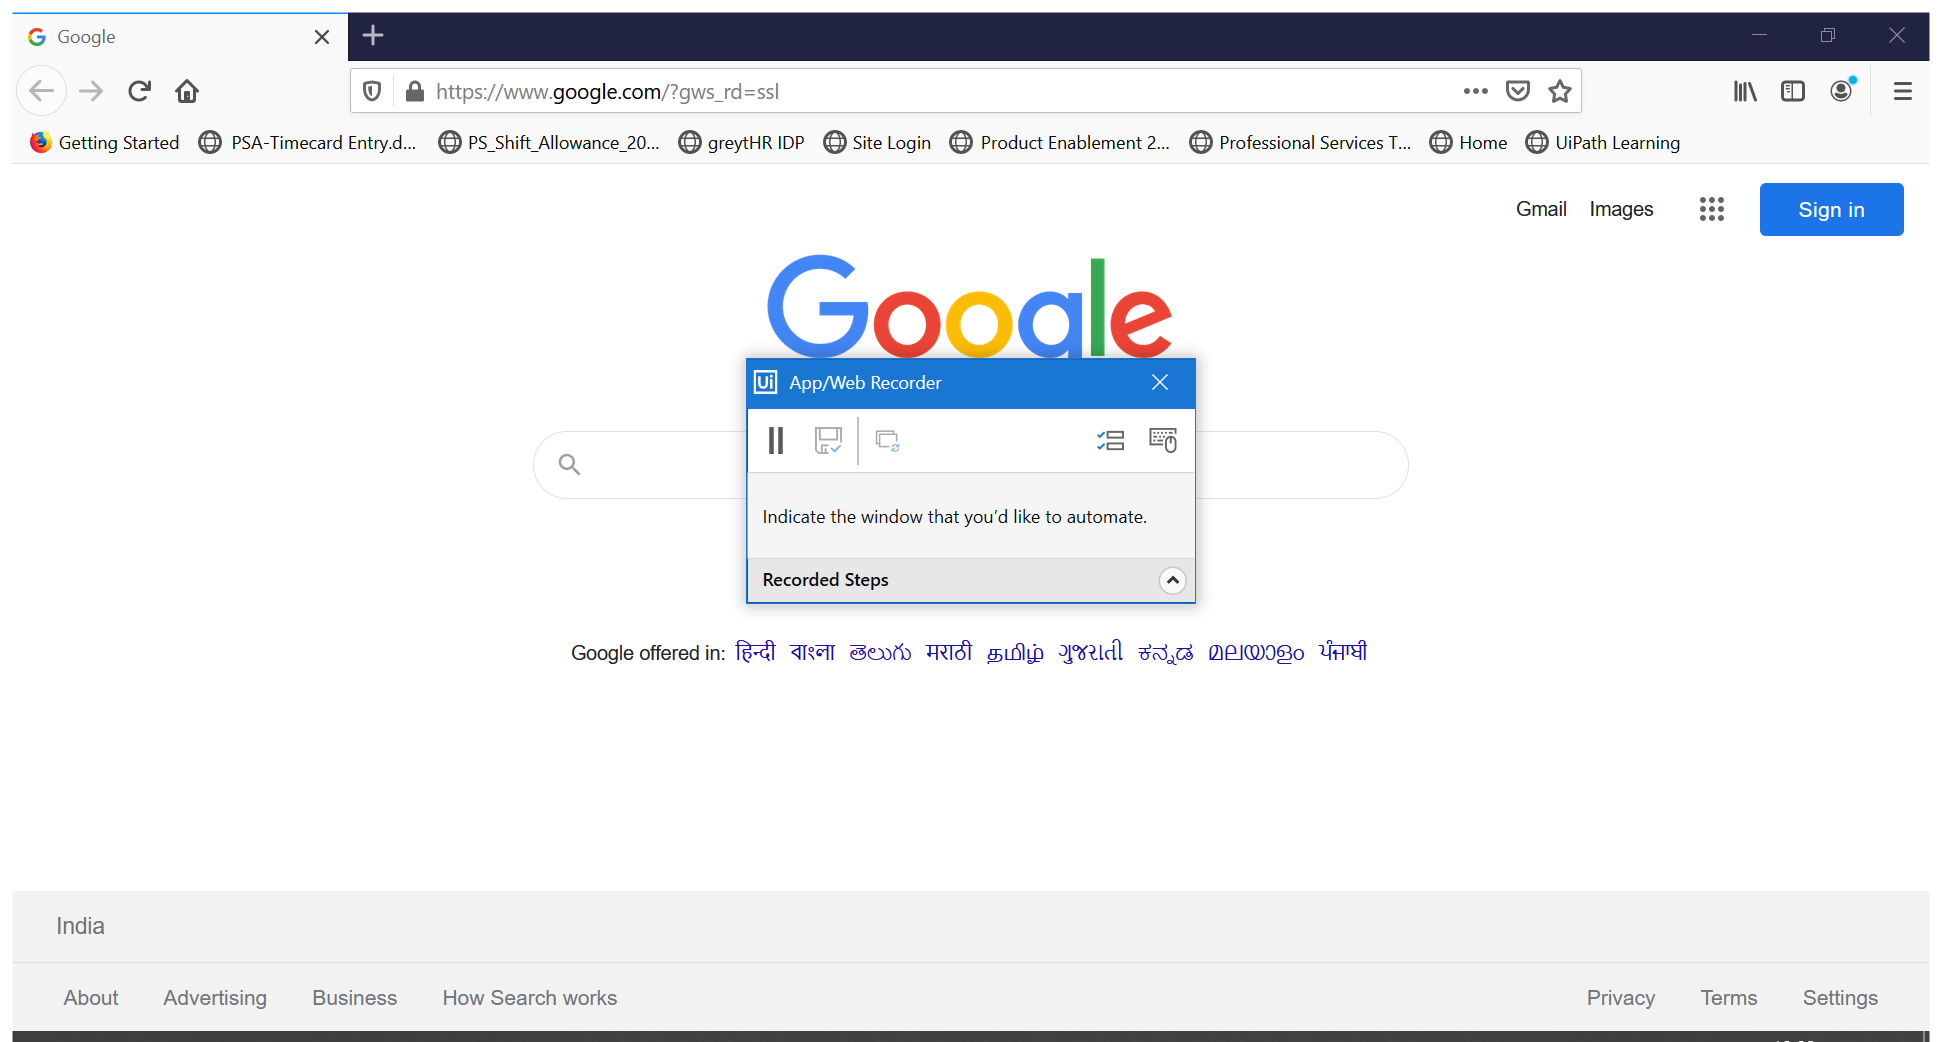 Google
https://www.google.com/?gws_rd=ssl
Getting Started PSA-Timecard Entry.d... PS_Shift_Allowance_20... greytHR IDP Site Login Product Enablement 2... Professional Services T... Home UiPath Learning
Gmail Images Sign in
Google
Ui App/Web Recorder
Indicate the window that you'd like to automate.
Recorded Steps
Google offered in: हिन्दी বাংলা తెలుగు मराठी தமிழ் ગુજરાતી ಕನ್ನಡ മലയാളം ਪੰਜਾਬੀ
India
About Advertising Business How Search works Privacy Terms Settings